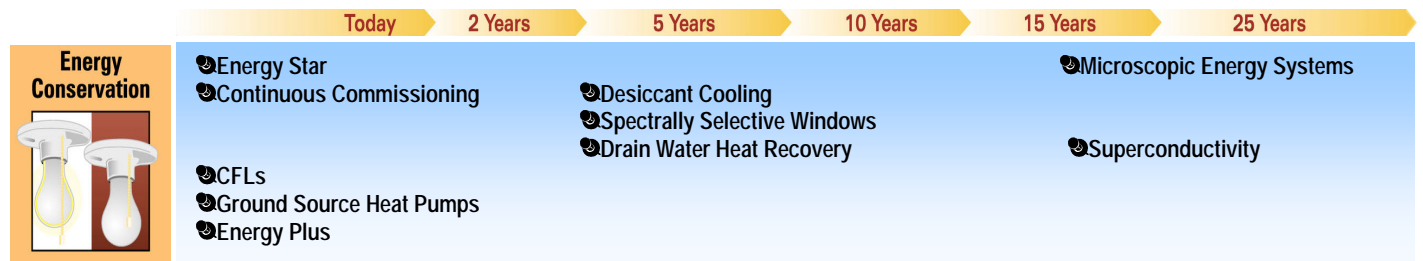 Today 2 Years 5 Years 10 Years 15 Years 25 Years
Energy
Conservation
Energy Star
Continuous Commissioning
CFLs
Ground Source Heat Pumps
Energy Plus
Desiccant Cooling
Spectrally Selective Windows
Drain Water Heat Recovery
Microscopic Energy Systems
Superconductivity